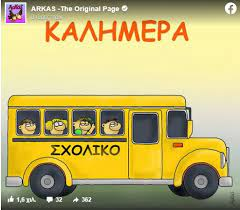 ARKAS -The Original Page
ΚΑΛΗΜΕΡΑ
ΣΧΟΛΙΚΟ
1,6 χιλ. 32 362